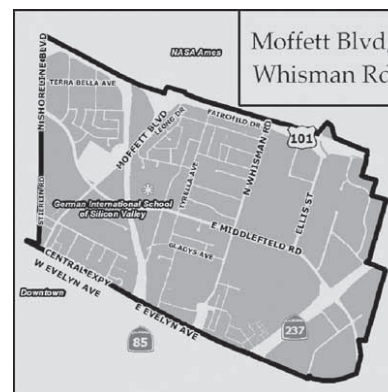 Moffett Blvd,
Whisman Rd
NASA Ames
N SHORELINE BLVD
TERRA BELLA AVE
MOFFETT BLVD
LEONG DR
FAIRCHILD DR
101
TYRELLA AVE
N WHISMAN RD
ELLIS ST
STIERLIN RD
German International School
of Silicon Valley
E MIDDLEFIELD RD
GLADYS AVE
CENTRAL EXPY
W EVELYN AVE
Downtown
E EVELYN AVE
85
237